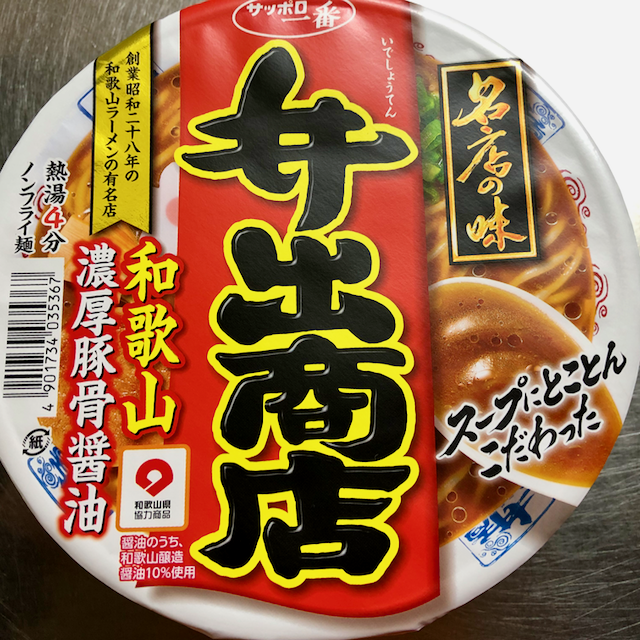 サッポロ
一番
いでしょうてん
井出商店
名店の味
創業昭和二十八年の
和歌山ラーメンの有名店
熱湯4分
ノンフライ麺
和歌山
濃厚豚骨醤油
スープにとことん
こだわった
4 901734 035367
紙
和歌山県
協力商品
醤油のうち、
和歌山醸造
醤油10%使用